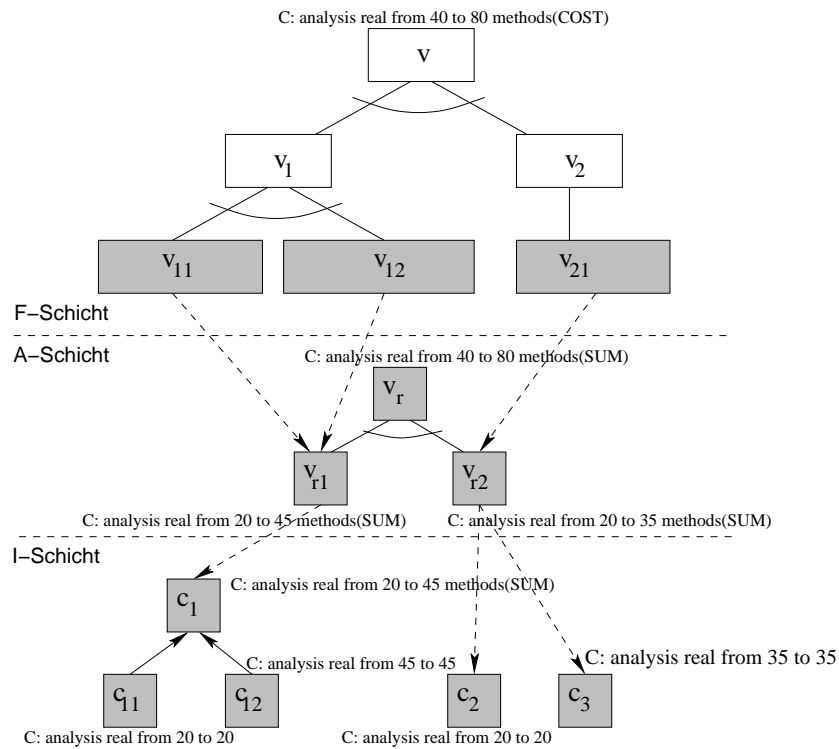 C: analysis real from 40 to 80 methods(COST)
v
v1
v2
v11
v12
v21
F−Schicht
A−Schicht
C: analysis real from 40 to 80 methods(SUM)
vr
vr1
vr2
C: analysis real from 20 to 45 methods(SUM)
C: analysis real from 20 to 35 methods(SUM)
I−Schicht
C: analysis real from 20 to 45 methods(SUM)
c1
C: analysis real from 45 to 45
C: analysis real from 35 to 35
c11
c12
c2
c3
C: analysis real from 20 to 20
C: analysis real from 20 to 20